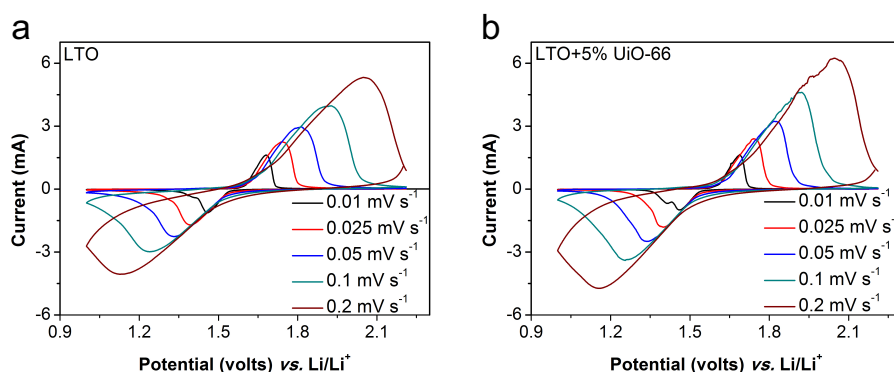 a
LTO
6
3
0
-3
-6
Current (mA)
0.01 mV s⁻¹
0.025 mV s⁻¹
0.05 mV s⁻¹
0.1 mV s⁻¹
0.2 mV s⁻¹
0.9 1.2 1.5 1.8 2.1
Potential (volts) vs. Li/Li⁺
b
LTO+5% UiO-66
6
3
0
-3
-6
Current (mA)
0.01 mV s⁻¹
0.025 mV s⁻¹
0.05 mV s⁻¹
0.1 mV s⁻¹
0.2 mV s⁻¹
0.9 1.2 1.5 1.8 2.1
Potential (volts) vs. Li/Li⁺